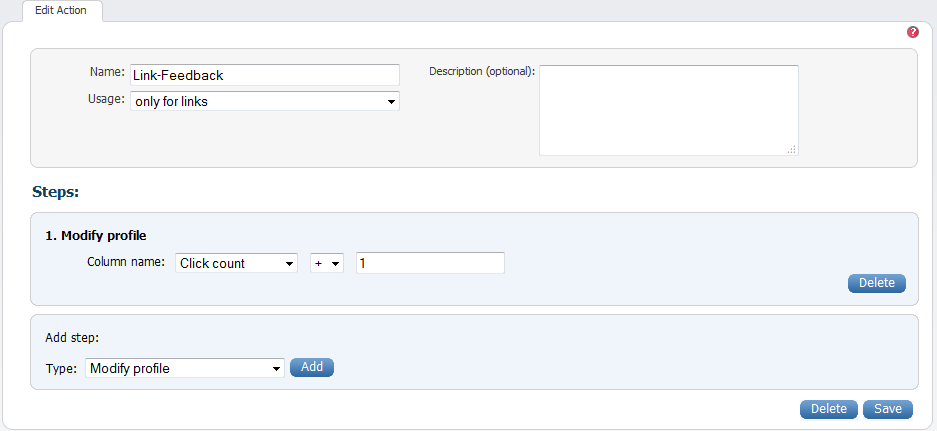 Edit Action
?
Name: Link-Feedback Description (optional):
Usage: only for links
Steps:
1. Modify profile
Column name: Click count + 1
Delete
Add step:
Type: Modify profile Add
Delete Save